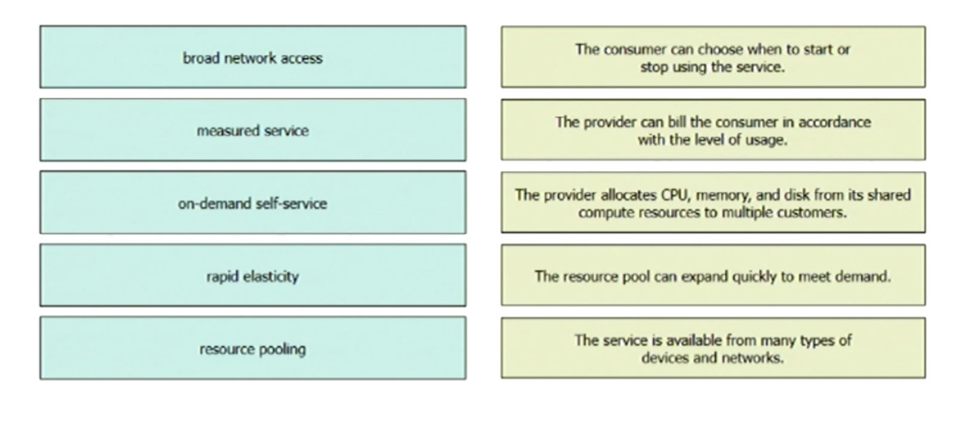 broad network access
The consumer can choose when to start or
stop using the service.
measured service
The provider can bill the consumer in accordance
with the level of usage.
on-demand self-service
The provider allocates CPU, memory, and disk from its shared
compute resources to multiple customers.
rapid elasticity
The resource pool can expand quickly to meet demand.
resource pooling
The service is available from many types of
devices and networks.